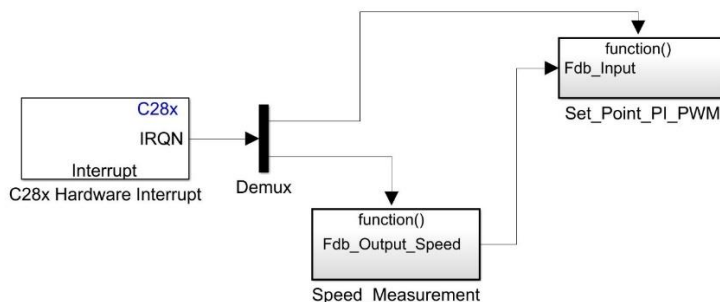 C28x
IRQN
Interrupt
C28x Hardware Interrupt
Demux
function()
Fdb_Input
Set_Point_PI_PWM
function()
Fdb_Output_Speed
Speed_Measurement